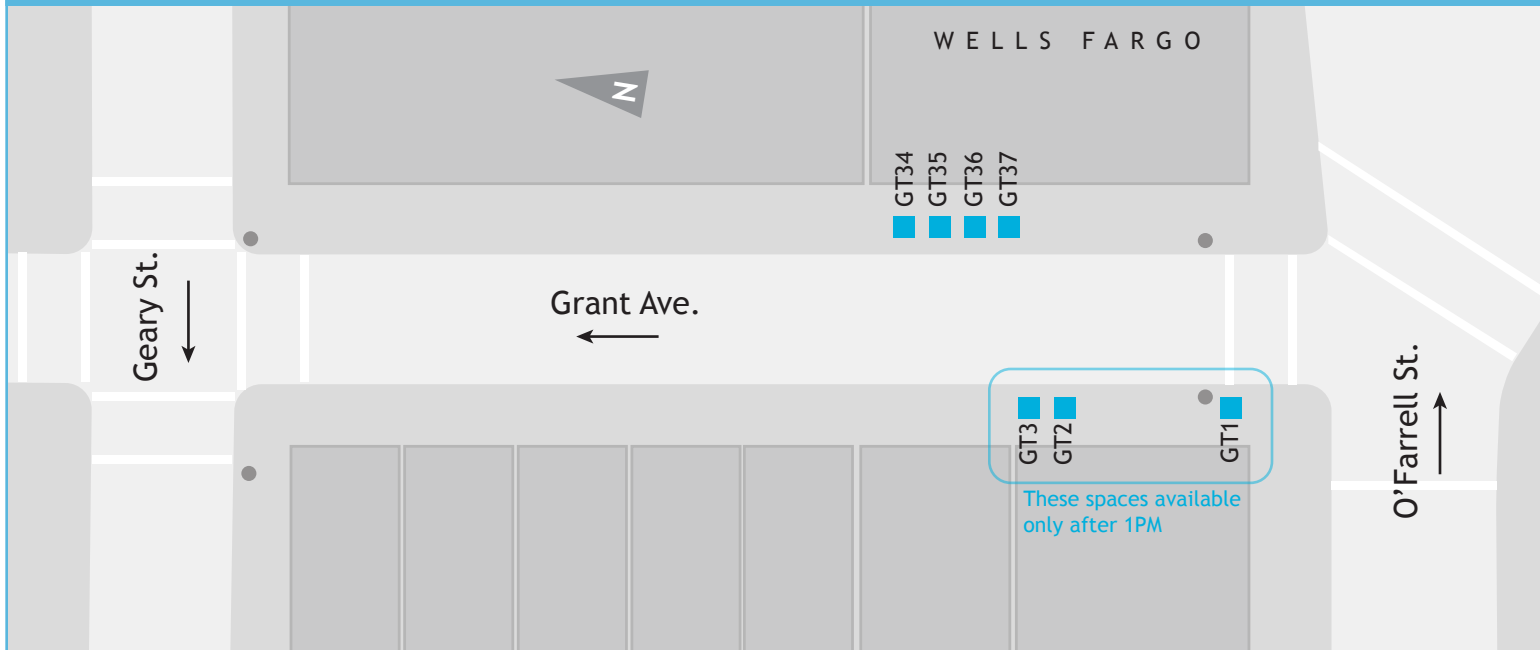 WELLS FARGO
N
GT34
GT35
GT36
GT37
Geary St.
Grant Ave.
O'Farrell St.
GT3
GT2
GT1
These spaces available
only after 1PM